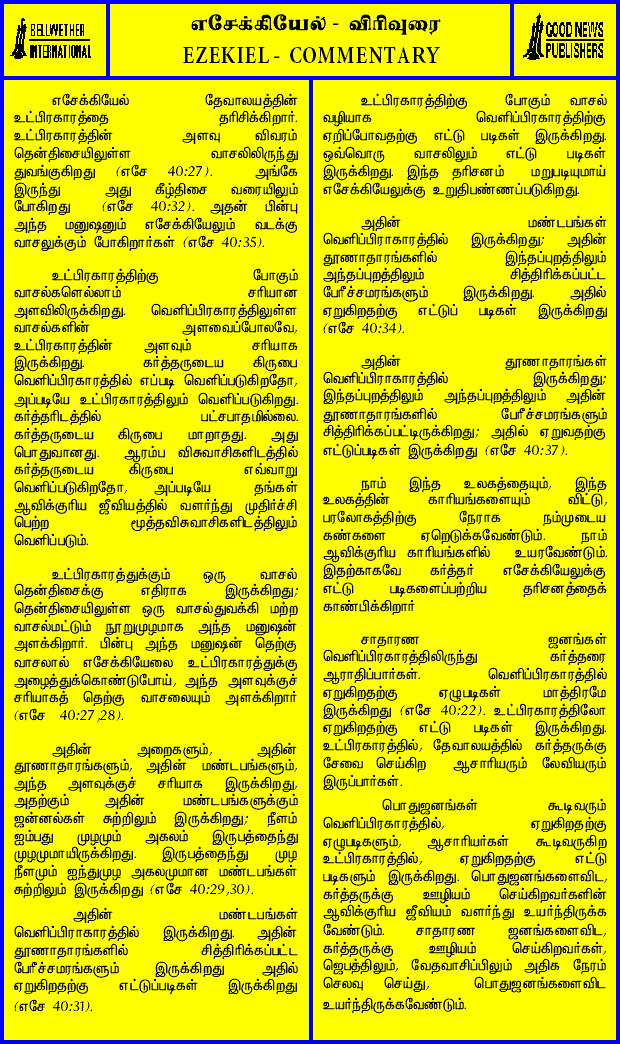 BELLWETHER
INTERNATIONAL
எசேக்கியேல் - விரிவுரை
EZEKIEL - COMMENTARY
GOOD NEWS
PUBLISHERS
எசேக்கியேல் தேவாலயத்தின்
உட்பிரகாரத்தை தரிசிக்கிறார்.
உட்பிரகாரத்தின் அளவு விவரம்
தென்திசையிலுள்ள வாசலிலிருந்து
துவங்குகிறது (எசே 40:27). அங்கே
இருந்து அது கீழ்திசை வரையிலும்
போகிறது (எசே 40:32). அதன் பின்பு
அந்த மனுஷனும் எசேக்கியேலும் வடக்கு
வாசலுக்கும் போகிறார்கள் (எசே 40:35).
உட்பிரகாரத்திற்கு போகும்
வாசல்களெல்லாம் சரியான
அளவிலிருக்கிறது. வெளிப்பிரகாரத்திலுள்ள
வாசல்களின் அளவைப்போலவே,
உட்பிரகாரத்தின் அளவும் சரியாக
இருக்கிறது. கர்த்தருடைய கிருபை
வெளிப்பிரகாரத்தில் எப்படி வெளிப்படுகிறதோ,
அப்படியே உட்பிரகாரத்திலும் வெளிப்படுகிறது.
கர்த்தரிடத்தில் பட்சபாதமில்லை.
கர்த்தருடைய கிருபை மாறாதது. அது
பொதுவானது. ஆரம்ப விசுவாசிகளிடத்தில்
கர்த்தருடைய கிருபை எவ்வாறு
வெளிப்படுகிறதோ, அப்படியே தங்கள்
ஆவிக்குரிய ஜீவியத்தில் வளர்ந்து முதிர்ச்சி
பெற்ற மூத்தவிசுவாசிகளிடத்திலும்
வெளிப்படும்.
உட்பிரகாரத்துக்கும் ஒரு வாசல்
தென்திசைக்கு எதிராக இருக்கிறது;
தென்திசையிலுள்ள ஒரு வாசல்துவக்கி மற்ற
வாசல்மட்டும் நூறுமுழமாக அந்த மனுஷன்
அளக்கிறார். பின்பு அந்த மனுஷன் தெற்கு
வாசலால் எசேக்கியேலை உட்பிரகாரத்துக்கு
அழைத்துக்கொண்டுபோய், அந்த அளவுக்குச்
சரியாகத் தெற்கு வாசலையும் அளக்கிறார்
(எசே 40:27,28).
அதின் அறைகளும், அதின்
தூணாதாரங்களும், அதின் மண்டபங்களும்,
அந்த அளவுக்குச் சரியாக இருக்கிறது,
அதற்கும் அதின் மண்டபங்களுக்கும்
ஜன்னல்கள் சுற்றிலும் இருக்கிறது; நீளம்
ஐம்பது முழமும் அகலம் இருபத்தைந்து
முழமுமாயிருக்கிறது. இருபத்தைந்து முழ
நீளமும் ஐந்துமுழ அகலமுமான மண்டபங்கள்
சுற்றிலும் இருக்கிறது (எசே 40:29,30).
அதின் மண்டபங்கள்
வெளிப்பிராகாரத்தில் இருக்கிறது. அதின்
தூணாதாரங்களில் சித்திரிக்கப்பட்ட
பேரீச்சமரங்களும் இருக்கிறது அதில்
ஏறுகிறதற்கு எட்டுப்படிகள் இருக்கிறது
(எசே 40:31).
உட்பிரகாரத்திற்கு போகும் வாசல்
வழியாக வெளிப்பிரகாரத்திற்கு
ஏறிப்போவதற்கு எட்டு படிகள் இருக்கிறது.
ஒவ்வொரு வாசலிலும் எட்டு படிகள்
இருக்கிறது. இந்த தரிசனம் மறுபடியுமாய்
எசேக்கியேலுக்கு உறுதிபண்ணப்படுகிறது.
அதின் மண்டபங்கள்
வெளிப்பிராகாரத்தில் இருக்கிறது; அதின்
தூணாதாரங்களில் இந்தப்புறத்திலும்
அந்தப்புறத்திலும் சித்திரிக்கப்பட்ட
பேரீச்சமரங்களும் இருக்கிறது. அதில்
ஏறுகிறதற்கு எட்டுப் படிகள் இருக்கிறது
(எசே 40:34).
அதின் தூணாதாரங்கள்
வெளிப்பிராகாரத்தில் இருக்கிறது;
இந்தப்புறத்திலும் அந்தப்புறத்திலும் அதின்
தூணாதாரங்களில் பேரீச்சமரங்களும்
சித்திரிக்கப்பட்டிருக்கிறது; அதில் ஏறுவதற்கு
எட்டுப்படிகள் இருக்கிறது (எசே 40:37).
நாம் இந்த உலகத்தையும், இந்த
உலகத்தின் காரியங்களையும் விட்டு,
பரலோகத்திற்கு நேராக நம்முடைய
கண்களை ஏறெடுக்கவேண்டும். நாம்
ஆவிக்குரிய காரியங்களில் உயரவேண்டும்.
இதற்காகவே கர்த்தர் எசேக்கியேலுக்கு
எட்டு படிகளைப்பற்றிய தரிசனத்தைக்
காண்பிக்கிறார்
சாதாரண ஜனங்கள்
வெளிப்பிரகாரத்திலிருந்து கர்த்தரை
ஆராதிப்பார்கள். வெளிப்பிரகாரத்தில்
ஏறுகிறதற்கு ஏழுபடிகள் மாத்திரமே
இருக்கிறது (எசே 40:22). உட்பிரகாரத்திலோ
ஏறுகிறதற்கு எட்டு படிகள் இருக்கிறது.
உட்பிரகாரத்தில், தேவாலயத்தில் கர்த்தருக்கு
சேவை செய்கிற ஆசாரியரும் லேவியரும்
இருப்பார்கள்.
பொதுஜனங்கள் கூடிவரும்
வெளிப்பிரகாரத்தில், ஏறுகிறதற்கு
ஏழுபடிகளும், ஆசாரியர்கள் கூடிவருகிற
உட்பிரகாரத்தில், ஏறுகிறதற்கு எட்டு
படிகளும் இருக்கிறது. பொதுஜனங்களைவிட,
கர்த்தருக்கு ஊழியம் செய்கிறவர்களின்
ஆவிக்குரிய ஜீவியம் வளர்ந்து உயர்ந்திருக்க
வேண்டும். சாதாரண ஜனங்களைவிட,
கர்த்தருக்கு ஊழியம் செய்கிறவர்கள்,
ஜெபத்திலும், வேதவாசிப்பிலும் அதிக நேரம்
செலவு செய்து, பொதுஜனங்களைவிட
உயர்ந்திருக்கவேண்டும்.